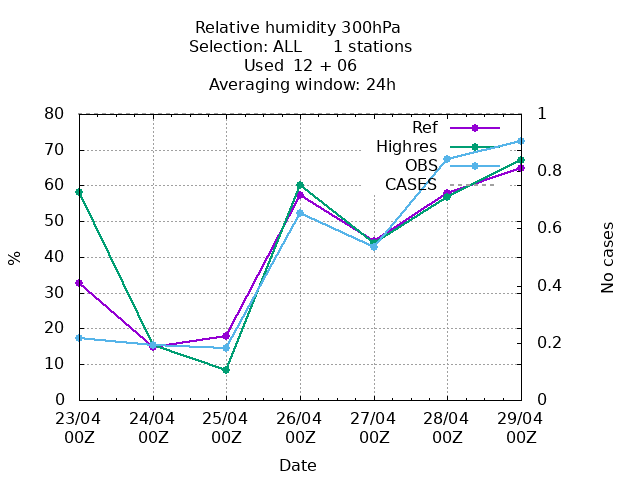 Relative humidity 300hPa
Selection: ALL      1 stations
Used  12 + 06
Averaging window: 24h
80
70
60
50
40
30
20
10
0
%
1
0.8
0.6
0.4
0.2
0
No cases
Ref
Highres
OBS
CASES
23/04 24/04 25/04 26/04 27/04 28/04 29/04
00Z 00Z 00Z 00Z 00Z 00Z 00Z
Date